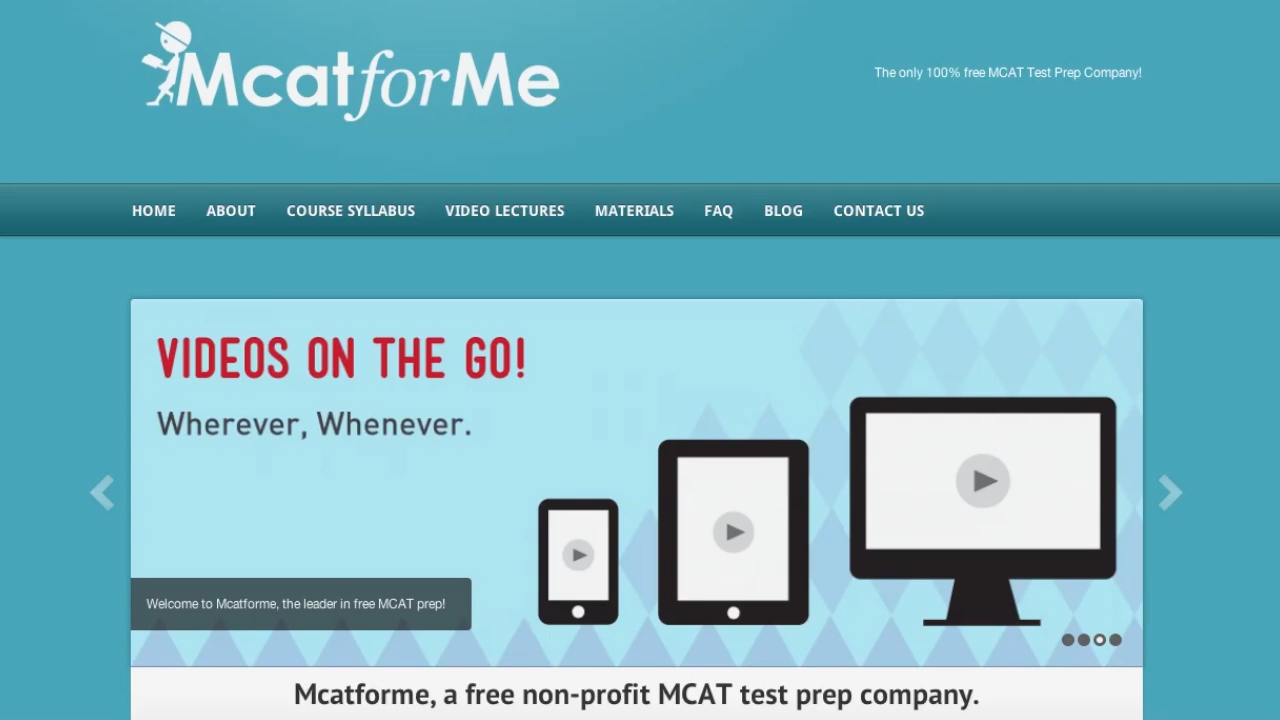 McatforMe
The only 100% free MCAT Test Prep Company!
HOME ABOUT COURSE SYLLABUS VIDEO LECTURES MATERIALS FAQ BLOG CONTACT US
VIDEOS ON THE GO!
Wherever, Whenever.
Welcome to Mcatforme, the leader in free MCAT prep!
Mcatforme, a free non-profit MCAT test prep company.